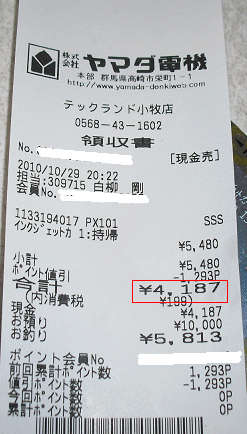 株式会社 ヤマダ電機
本部 群馬県高崎市栄町1-1
http://www.yamada-denkiweb.com
テックランド小牧店
0568-43-1602
領収書
No. [現金売]
2010/10/29 20:22
担当:309715 白柳 剛
会員No.
1133194017 PX101 SSS
インクジェットカ 1:持帰 ¥5,480
小計 ¥5,480
ポイント値引 -1,293P
合計 ¥4,187
(内消費税 ¥199)
現金 ¥4,187
お預り ¥10,000
お釣り ¥5,813
ポイント会員No
前回累計ポイント数 1,293P
値引ポイント数 1,293P
今回ポイント数 0P
累計ポイント数 0P